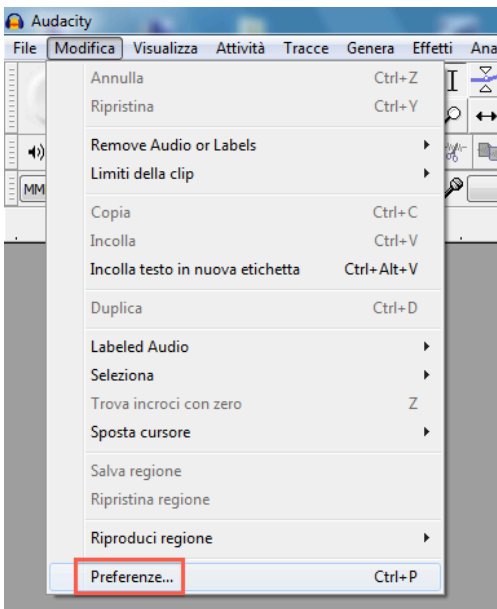 Audacity
File Modifica Visualizza Attività Tracce Genera Effetti Ana
Annulla Ctrl+Z
Ripristina Ctrl+Y
Remove Audio or Labels
Limiti della clip
MM
Copia Ctrl+C
Incolla Ctrl+V
Incolla testo in nuova etichetta Ctrl+Alt+V
Duplica Ctrl+D
Labeled Audio
Seleziona
Trova incroci con zero Z
Sposta cursore
Salva regione
Ripristina regione
Riproduci regione
Preferenze... Ctrl+P